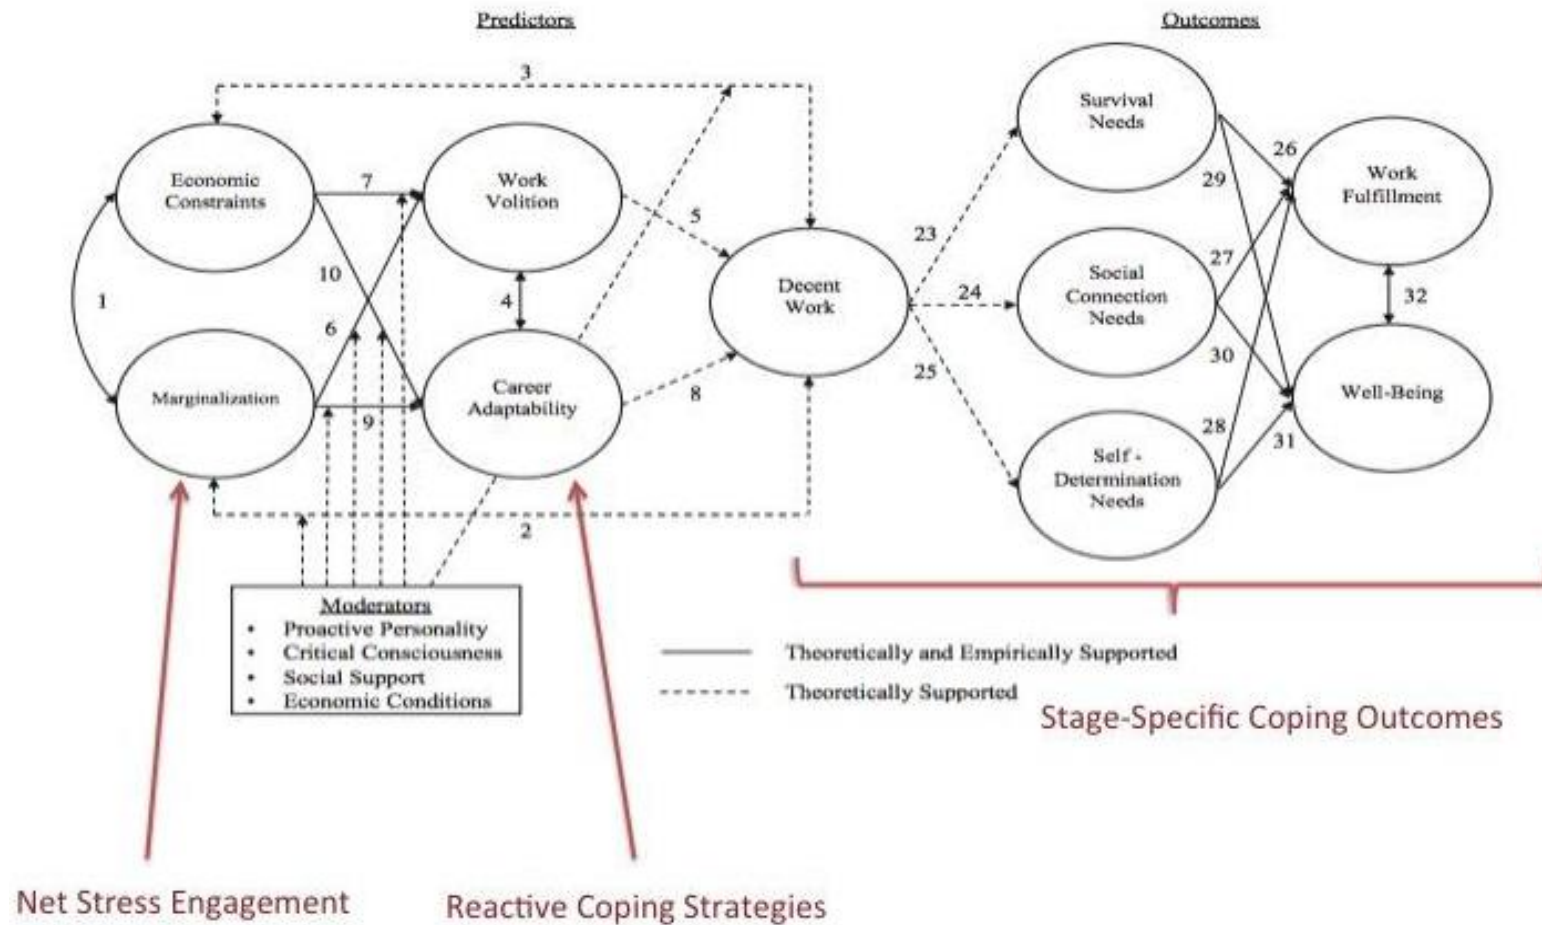 Predictors
Outcomes
3
Survival
Needs
26
Economic
Constraints
7
Work
Volition
Work
Fulfillment
29
5
23
10
27
1
4
Decent
Work
24
Social
Connection
Needs
32
6
30
25
Marginalization
Career
Adaptability
8
Well-Being
9
28
31
Self -
Determination
Needs
2
Moderators
• Proactive Personality
• Critical Consciousness
• Social Support
• Economic Conditions
Theoretically and Empirically Supported
Theoretically Supported
Stage-Specific Coping Outcomes
Net Stress Engagement
Reactive Coping Strategies